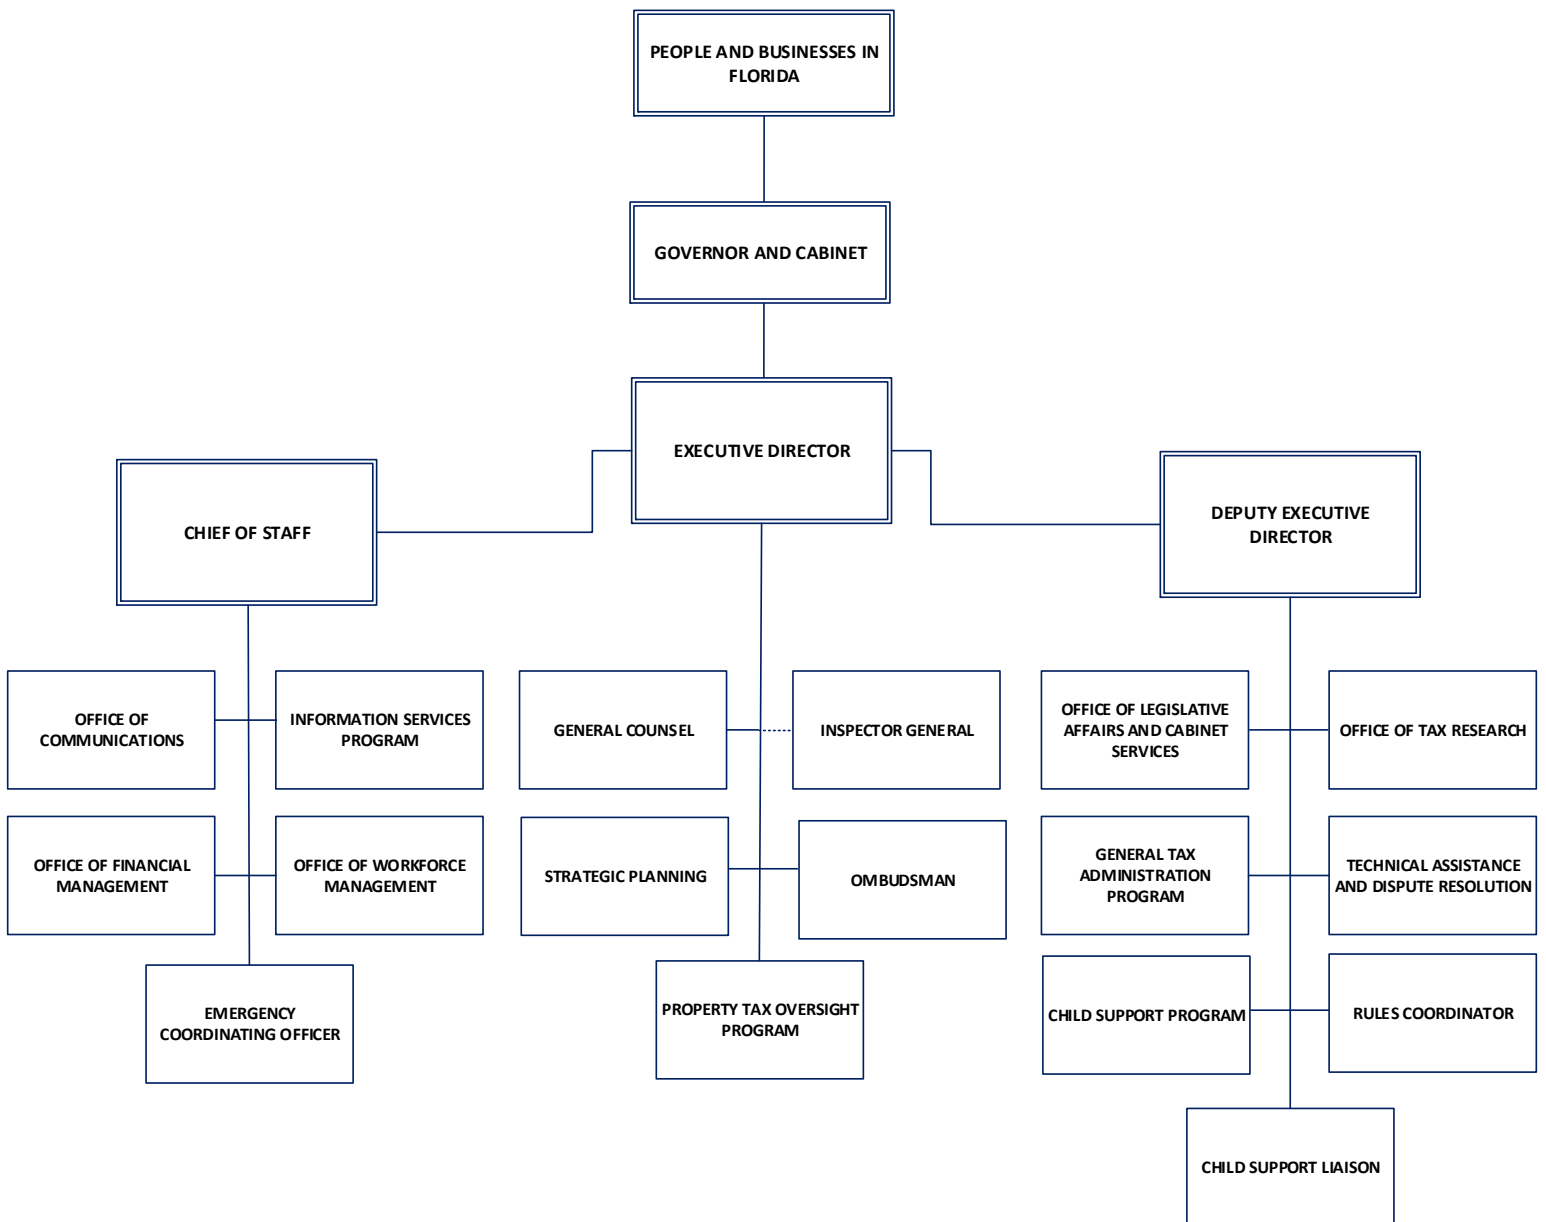 PEOPLE AND BUSINESSES IN
FLORIDA
GOVERNOR AND CABINET
EXECUTIVE DIRECTOR
CHIEF OF STAFF
DEPUTY EXECUTIVE
DIRECTOR
OFFICE OF
COMMUNICATIONS
INFORMATION SERVICES
PROGRAM
OFFICE OF FINANCIAL
MANAGEMENT
OFFICE OF WORKFORCE
MANAGEMENT
EMERGENCY
COORDINATING OFFICER
GENERAL COUNSEL
INSPECTOR GENERAL
STRATEGIC PLANNING
OMBUDSMAN
PROPERTY TAX OVERSIGHT
PROGRAM
OFFICE OF LEGISLATIVE
AFFAIRS AND CABINET
SERVICES
OFFICE OF TAX RESEARCH
GENERAL TAX
ADMINISTRATION
PROGRAM
TECHNICAL ASSISTANCE
AND DISPUTE RESOLUTION
CHILD SUPPORT PROGRAM
RULES COORDINATOR
CHILD SUPPORT LIAISON